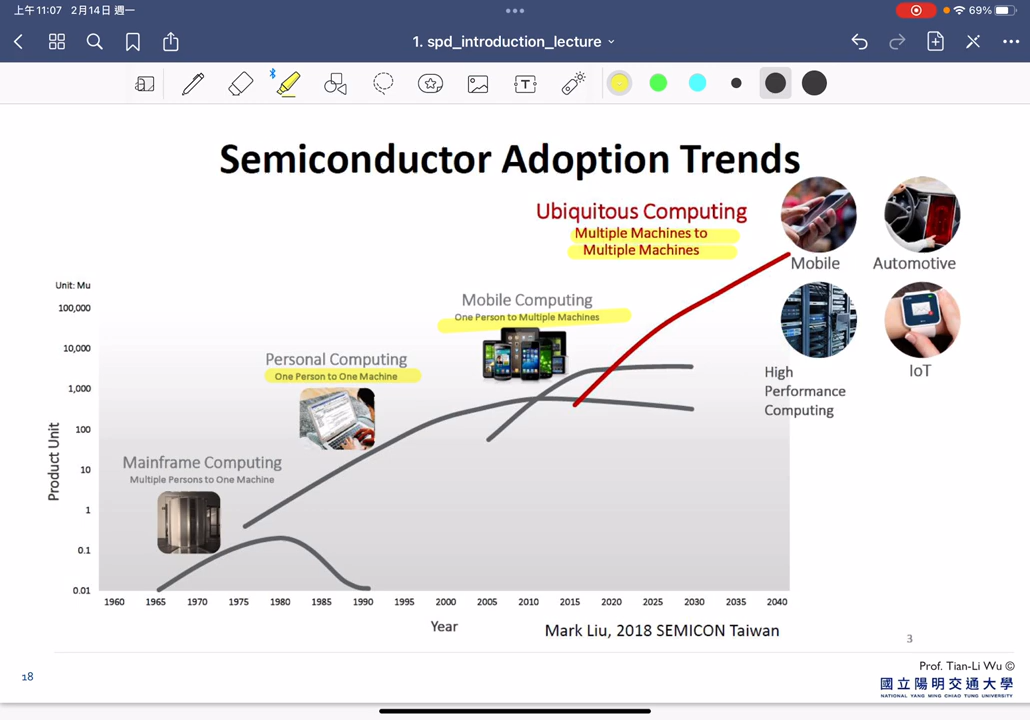 上午11:07 2月14日 週一
69%
1. spd_introduction_lecture
Semiconductor Adoption Trends
Ubiquitous Computing
Multiple Machines to
Multiple Machines
Mobile
Automotive
High
Performance
Computing
IoT
Mobile Computing
One Person to Multiple Machines
Personal Computing
One Person to One Machine
Mainframe Computing
Multiple Persons to One Machine
Unit: Mu
100,000
10,000
1,000
100
10
1
0.1
0.01
Product Unit
1960 1965 1970 1975 1980 1985 1990 1995 2000 2005 2010 2015 2020 2025 2030 2035 2040
Year
Mark Liu, 2018 SEMICON Taiwan
3
18
Prof. Tian-Li Wu ©
國立陽明交通大學
NATIONAL YANG MING CHIAO TUNG UNIVERSITY